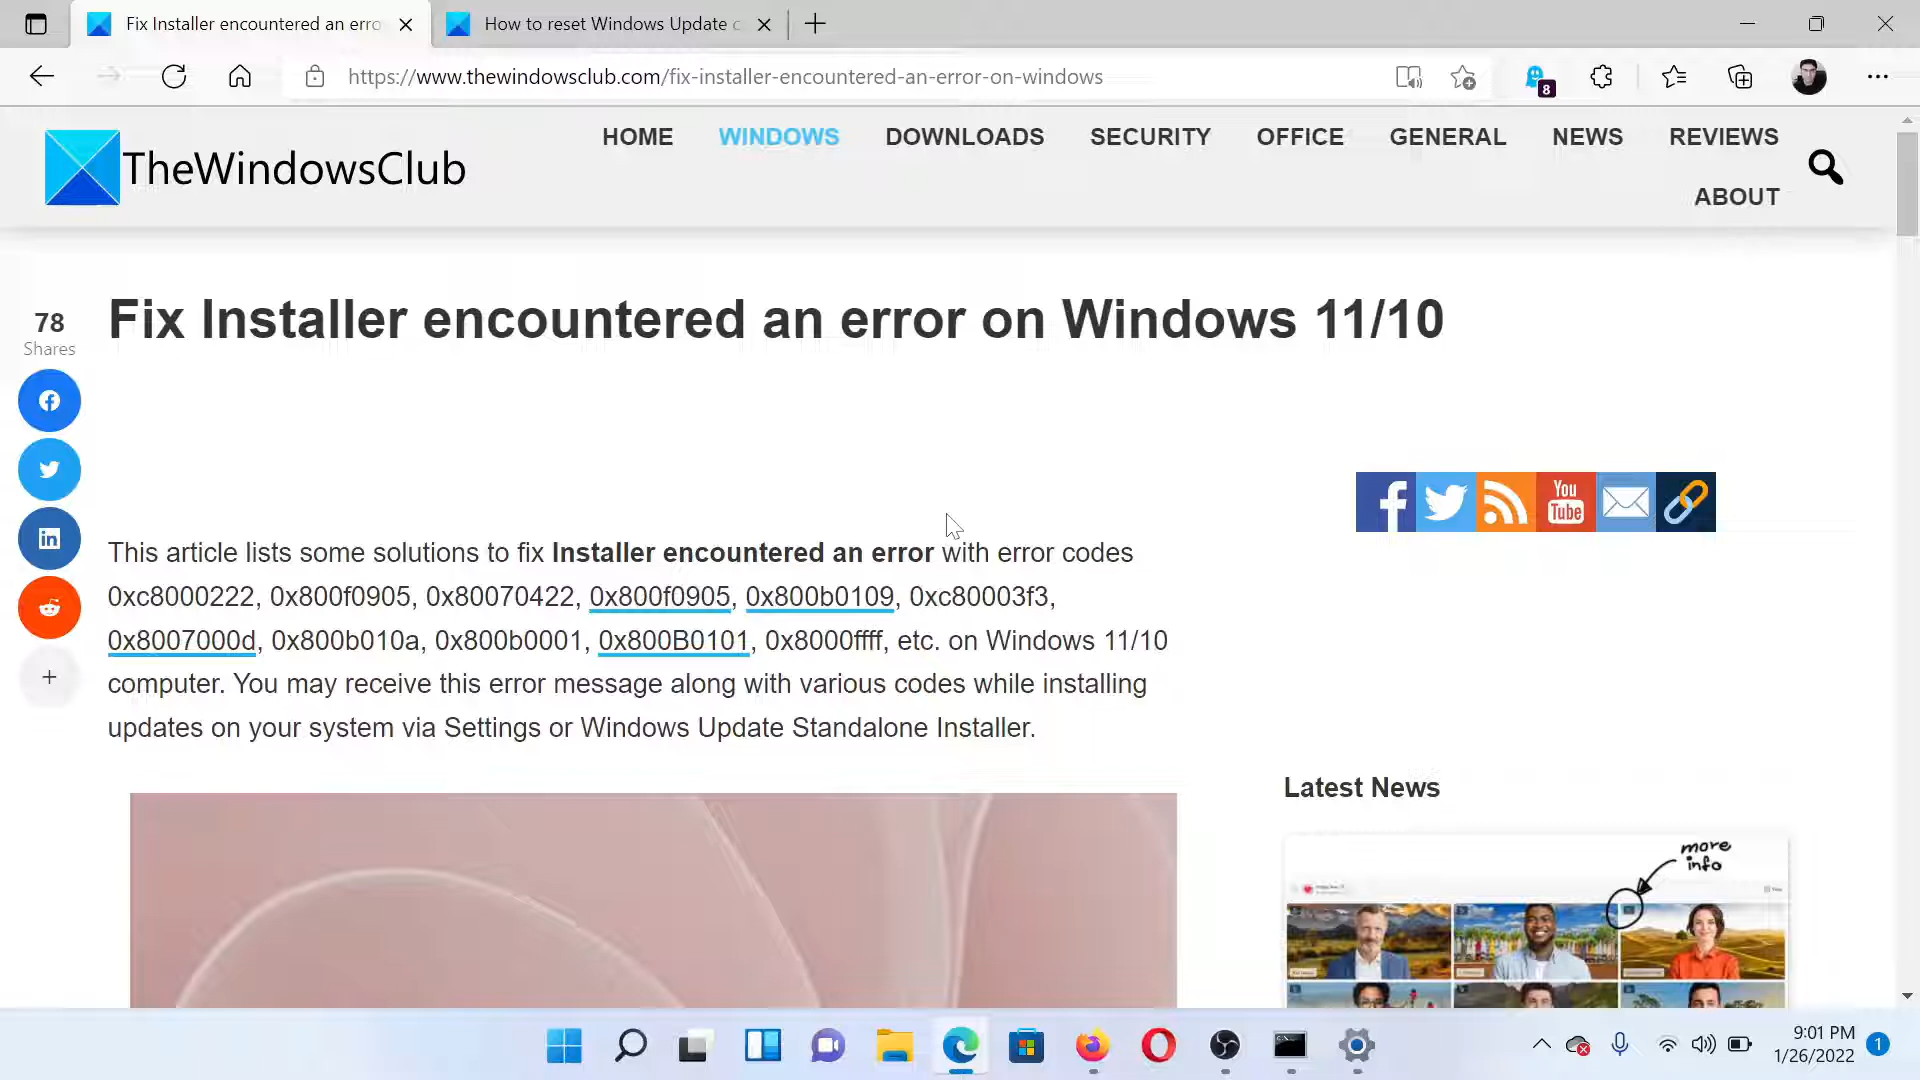 Fix Installer encountered an erro
How to reset Windows Update c
https://www.thewindowsclub.com/fix-installer-encountered-an-error-on-windows
8
TheWindowsClub
HOME WINDOWS DOWNLOADS SECURITY OFFICE GENERAL NEWS REVIEWS
ABOUT
Fix Installer encountered an error on Windows 11/10
78
Shares
You
Tube
This article lists some solutions to fix Installer encountered an error with error codes
0xc8000222, 0x800f0905, 0x80070422, 0x800f0905, 0x800b0109, 0xc80003f3,
0x8007000d, 0x800b010a, 0x800b0001, 0x800B0101, 0x8000ffff, etc. on Windows 11/10
computer. You may receive this error message along with various codes while installing
updates on your system via Settings or Windows Update Standalone Installer.
Latest News
more
info
9:01 PM
1/26/2022
1